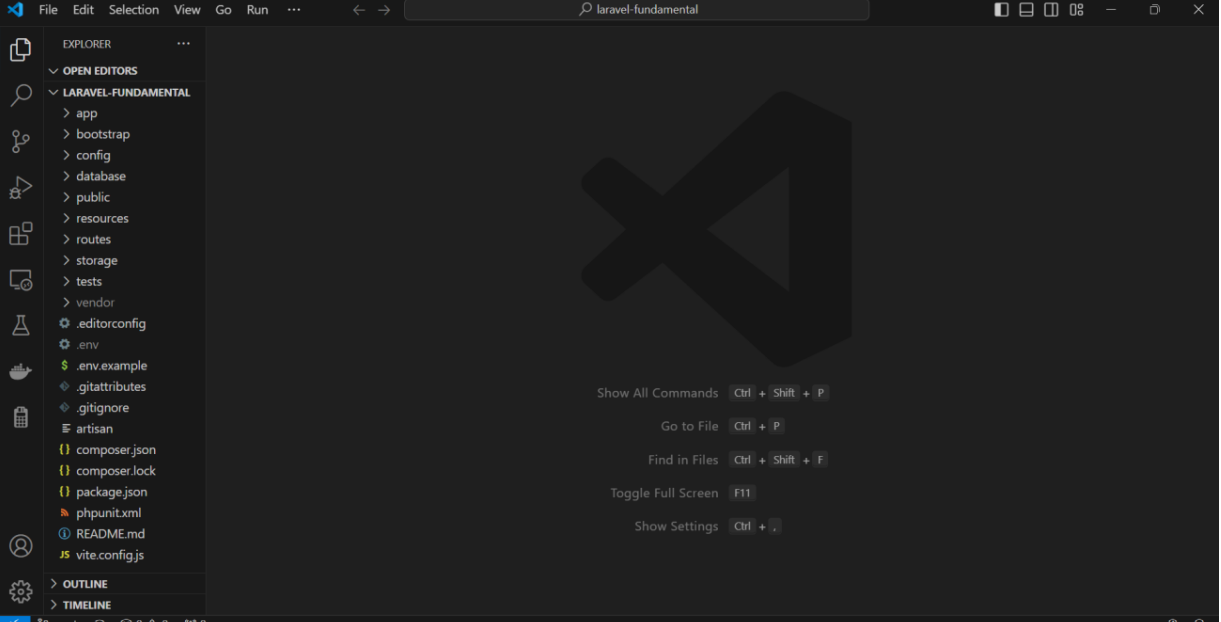 File Edit Selection View Go Run ···
laravel-fundamental
EXPLORER ···
OPEN EDITORS
LARAVEL-FUNDAMENTAL
app
bootstrap
config
database
public
resources
routes
storage
tests
vendor
.editorconfig
.env
$ .env.example
.gitattributes
.gitignore
artisan
{} composer.json
{} composer.lock
{} package.json
phpunit.xml
README.md
JS vite.config.js
OUTLINE
TIMELINE
Show All Commands Ctrl + Shift + P
Go to File Ctrl + P
Find in Files Ctrl + Shift + F
Toggle Full Screen F11
Show Settings Ctrl + ,